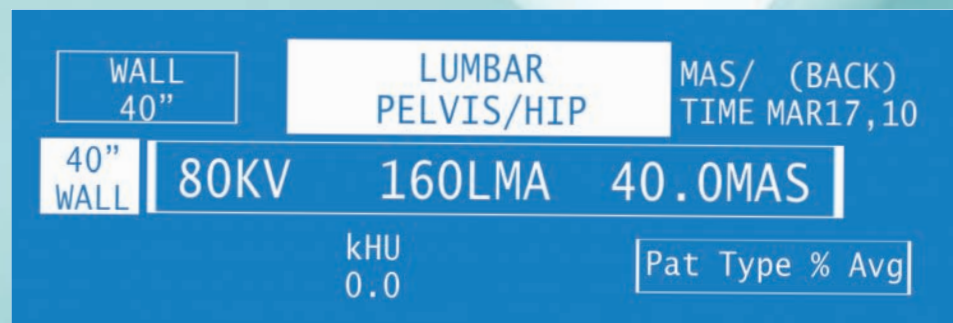 WALL
40”
LUMBAR
PELVIS/HIP
MAS/ (BACK)
TIME MAR17,10
40”
WALL
80KV 160LMA 40.0MAS
kHU
0.0
Pat Type % Avg